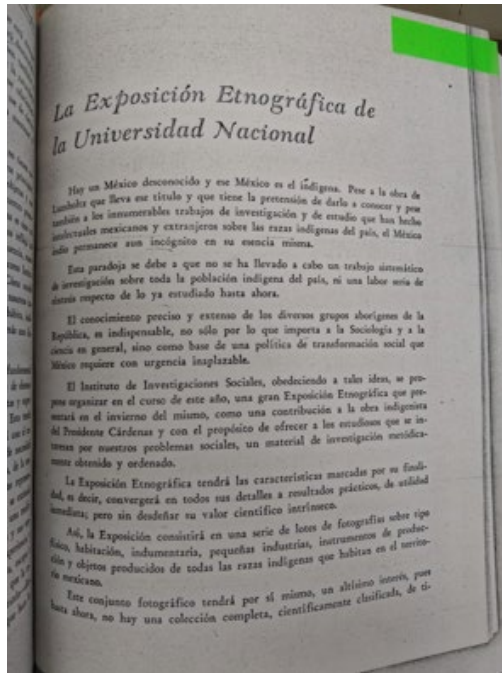 La Exposición Etnográfica de
la Universidad Nacional
Hay un México desconocido y ese México es el indígena. Pese a la obra de
Lumholtz que lleva ese título y que tiene la pretensión de darlo a conocer y pese
también a los innumerables trabajos de investigación y de estudio que han hecho
intelectuales mexicanos y extranjeros sobre las razas indígenas del país, el México
indio permanece aun incógnito en su esencia misma.
Esta paradoja se debe a que no se ha llevado a cabo un trabajo sistemático
de investigación sobre toda la población indígena del país, ni una labor seria de
síntesis respecto de lo ya estudiado hasta ahora.
El conocimiento preciso y extenso de los diversos grupos aborígenes de la
República, es indispensable, no sólo por lo que importa a la Sociología y a la
ciencia en general, sino como base de una política de transformación social que
México requiere con urgencia inaplazable.
El Instituto de Investigaciones Sociales, obedeciendo a tales ideas, se pro-
pone organizar en el curso de este año, una gran Exposición Etnográfica que pre-
sentará en el invierno del mismo, como una contribución a la obra indigenista
del Presidente Cárdenas y con el propósito de ofrecer a los estudiosos que se in-
teresan por nuestros problemas sociales, un material de investigación metódica-
mente obtenido y ordenado.
La Exposición Etnográfica tendrá las características marcadas por su finali-
dad, es decir, convergerá en todos sus detalles a resultados prácticos, de utilidad
inmediata; pero sin desdeñar su valor científico intrínseco.
Así, la Exposición consistirá en una serie de lotes de fotografías sobre tipo
físico, habitación, indumentaria, pequeñas industrias, instrumentos de produc-
ción y objetos producidos de todas las razas indígenas que habitan en el territo-
rio mexicano.
Este conjunto fotográfico tendrá por sí mismo, un altísimo interés, pues
hasta ahora, no hay una colección completa, científicamente clasificada, de ti-